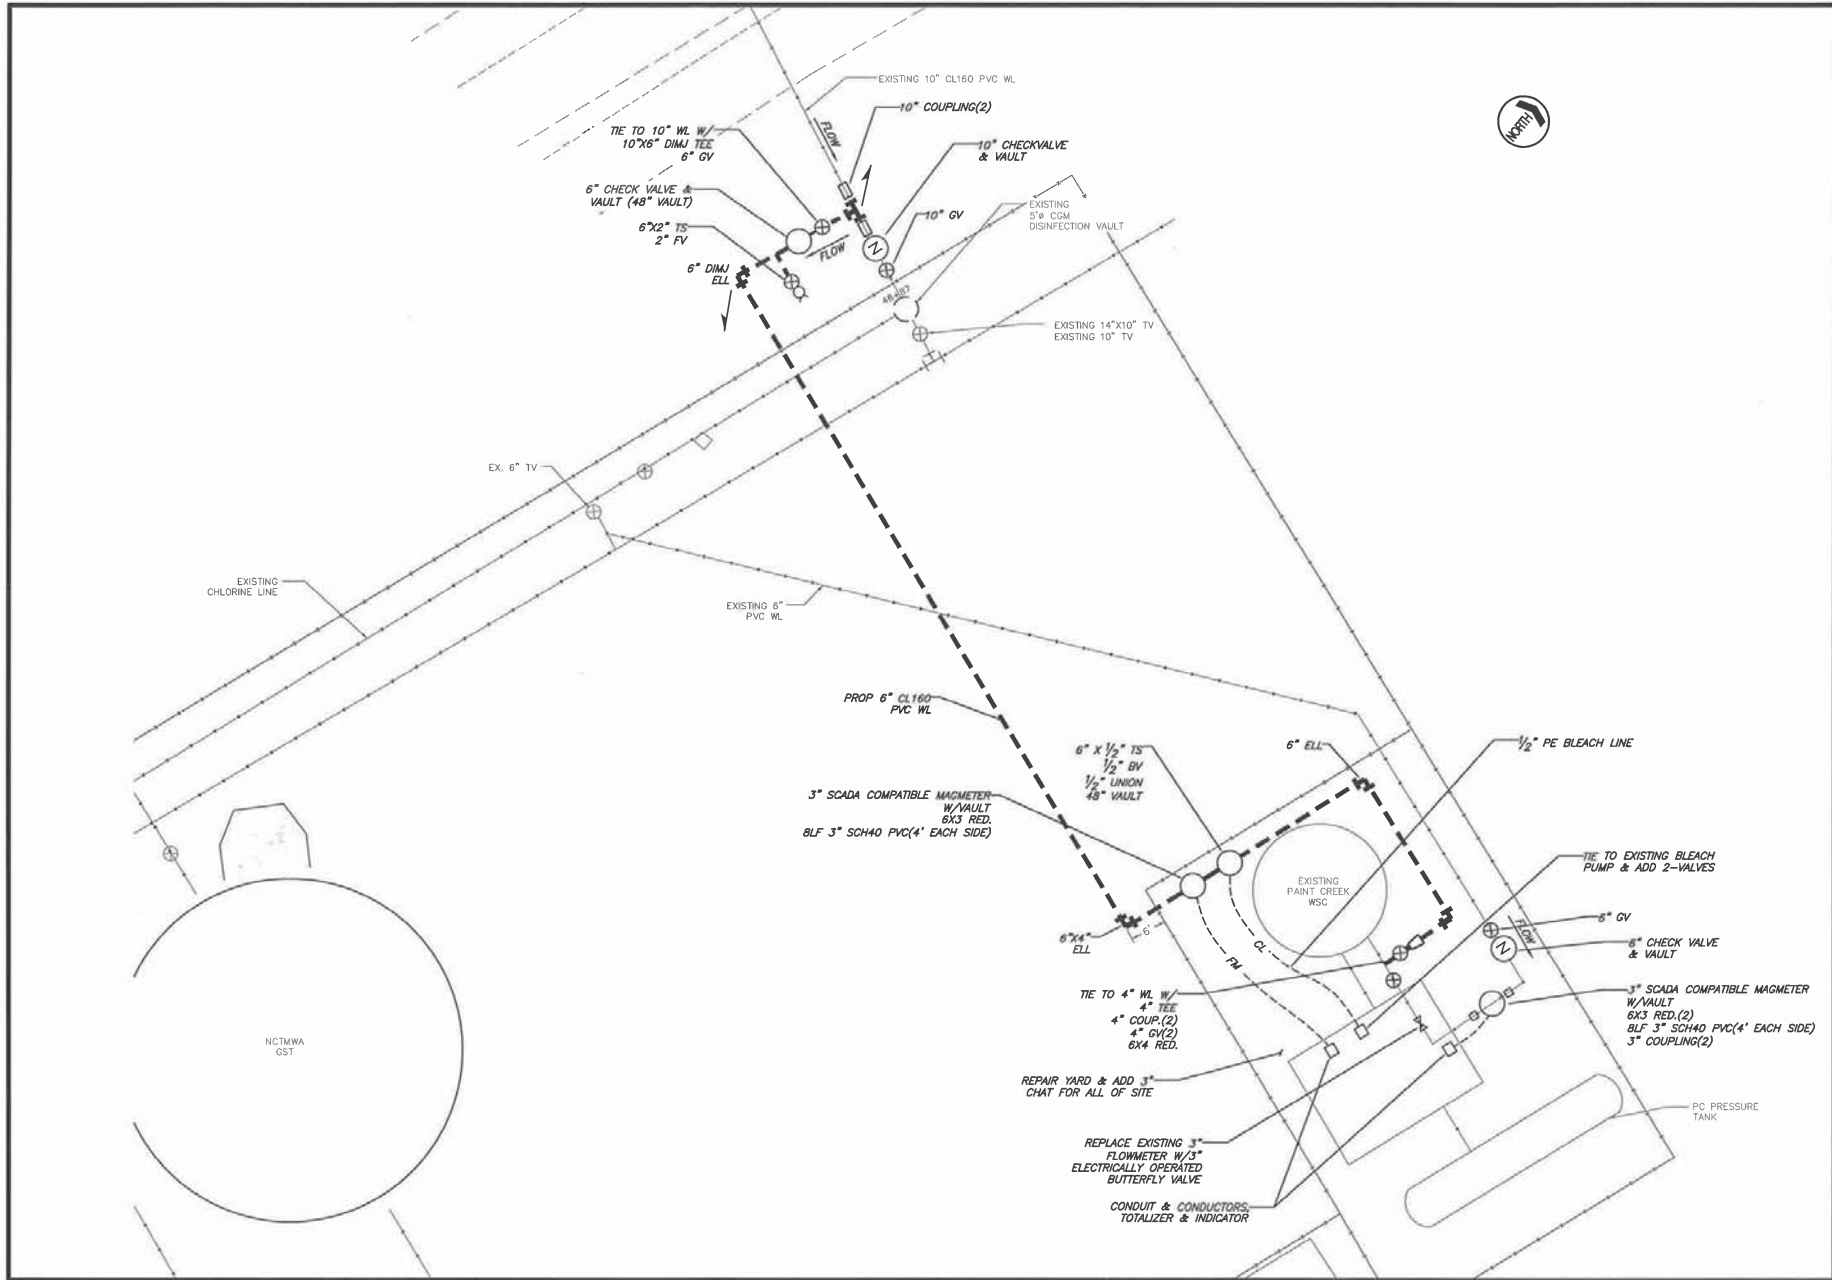 EXISTING 10" CL160 PVC WL
10" COUPLING(2)
FLOW
TIE TO 10" WL W/
10"X6" DIMJ TEE
6" GV
10" CHECKVALVE
& VAULT
NORTH
6" CHECK VALVE &
VAULT (48" VAULT)
EXISTING
5'ø CGM
DISINFECTION VAULT
10" GV
6"X2" TS
2" FV
FLOW
N
6" DIMJ
ELL
48+87
EXISTING 14"X10" TV
EXISTING 10" TV
EX. 6" TV
EXISTING
CHLORINE LINE
EXISTING 6"
PVC WL
PROP 6" CL160
PVC WL
6" X 1/2" TS
1/2" BV
1/2" UNION
48" VAULT
6" ELL
1/2" PE BLEACH LINE
3" SCADA COMPATIBLE MAGMETER
W/VAULT
6X3 RED.
8LF 3" SCH40 PVC(4' EACH SIDE)
TIE TO EXISTING BLEACH
PUMP & ADD 2-VALVES
EXISTING
PAINT CREEK
WSC
6" GV
FLOW
6'
6"X4"
ELL
CL
FM
N
6" CHECK VALVE
& VAULT
TIE TO 4" WL W/
4" TEE
4" COUP.(2)
4" GV(2)
6X4 RED.
3" SCADA COMPATIBLE MAGMETER
W/VAULT
6X3 RED.(2)
8LF 3" SCH40 PVC(4' EACH SIDE)
3" COUPLING(2)
NCTMWA
GST
REPAIR YARD & ADD 3"
CHAT FOR ALL OF SITE
PC PRESSURE
TANK
REPLACE EXISTING 3"
FLOWMETER W/3"
ELECTRICALLY OPERATED
BUTTERFLY VALVE
CONDUIT & CONDUCTORS,
TOTALIZER & INDICATOR